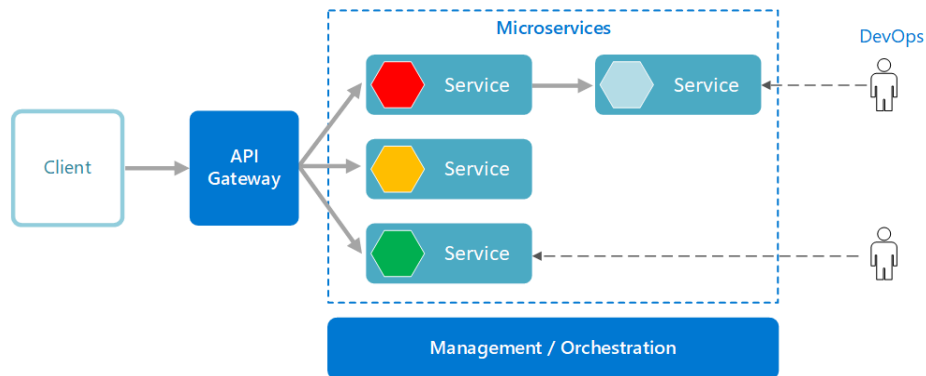 Microservices
DevOps
Service
Service
Client
API
Gateway
Service
Service
Management / Orchestration